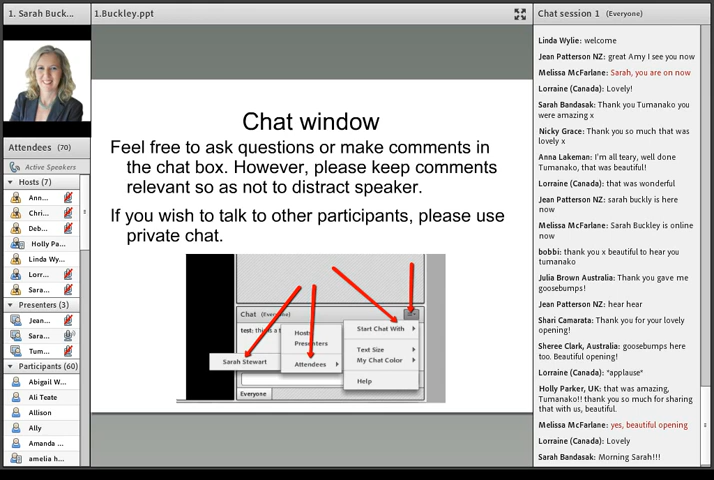 1. Sarah Buck...
1.Buckley.ppt
Chat session 1 (Everyone)
Attendees (70)
Active Speakers
Hosts (7)
Ann...
Chri...
Deb...
Holly Pa...
Linda Wy...
Lorr...
Sara...
Presenters (3)
Jean...
Sara...
Tum...
Participants (60)
Abigail W...
Ali Teate
Allison
Ally
Amanda ...
amelia h...
Chat window
Feel free to ask questions or make comments in
the chat box. However, please keep comments
relevant so as not to distract speaker.
If you wish to talk to other participants, please use
private chat.
Chat (Everyone)
test: this is a t
Hosts
Presenters
Attendees
Sarah Stewart
Start Chat With
Text Size
My Chat Color
Help
Everyone
Linda Wylie: welcome
Jean Patterson NZ: great Amy I see you now
Melissa McFarlane: Sarah, you are on now
Lorraine (Canada): Lovely!
Sarah Bandasak: Thank you Tumanako you
were amazing x
Nicky Grace: Thank you so much that was
lovely x
Anna Lakeman: I'm all teary, well done
Tumanako, that was beautiful!
Lorraine (Canada): that was wonderful
Jean Patterson NZ: sarah buckly is here
now
Melissa McFarlane: Sarah Buckley is online
now
bobbi: thank you x beautiful to hear you
tumanako
Julia Brown Australia: Thank you gave me
goosebumps!
Jean Patterson NZ: hear hear
Shari Camarata: Thank you for your lovely
opening!
Sheree Clark, Australia: goosebumps here
too. Beautiful opening!
Lorraine (Canada): *applause*
Holly Parker, UK: that was amazing,
Tumanako!! thank you so much for sharing
that with us, beautiful.
Melissa McFarlane: yes, beautiful opening
Lorraine (Canada): Lovely
Sarah Bandasak: Morning Sarah!!!